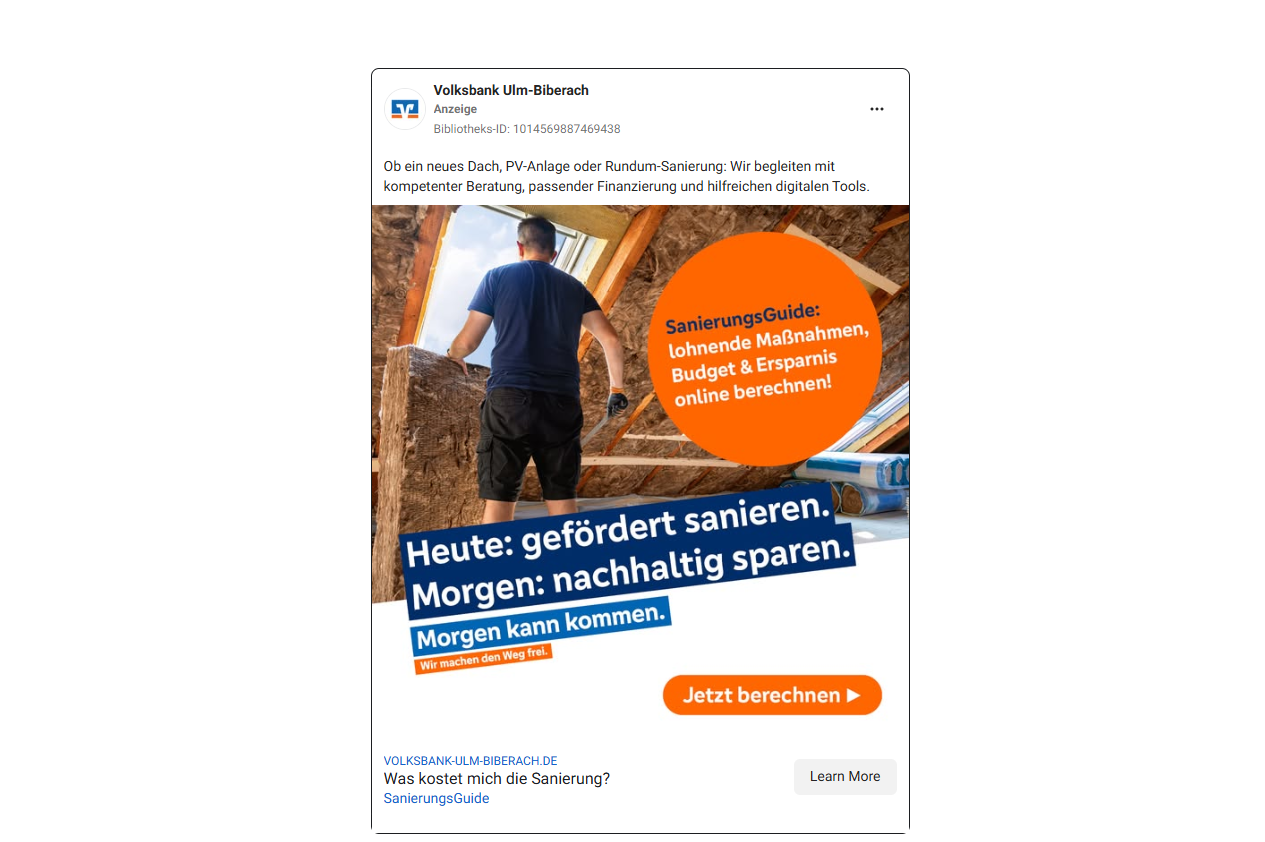 Volksbank Ulm-Biberach
Anzeige
Bibliotheks-ID: 1014569887469438
Ob ein neues Dach, PV-Anlage oder Rundum-Sanierung: Wir begleiten mit
kompetenter Beratung, passender Finanzierung und hilfreichen digitalen Tools.
SanierungsGuide:
lohnende Maßnahmen,
Budget & Ersparnis
online berechnen!
Heute: gefördert sanieren.
Morgen: nachhaltig sparen.
Morgen kann kommen.
Wir machen den Weg frei.
Jetzt berechnen
VOLKSBANK-ULM-BIBERACH.DE
Was kostet mich die Sanierung?
SanierungsGuide
Learn More